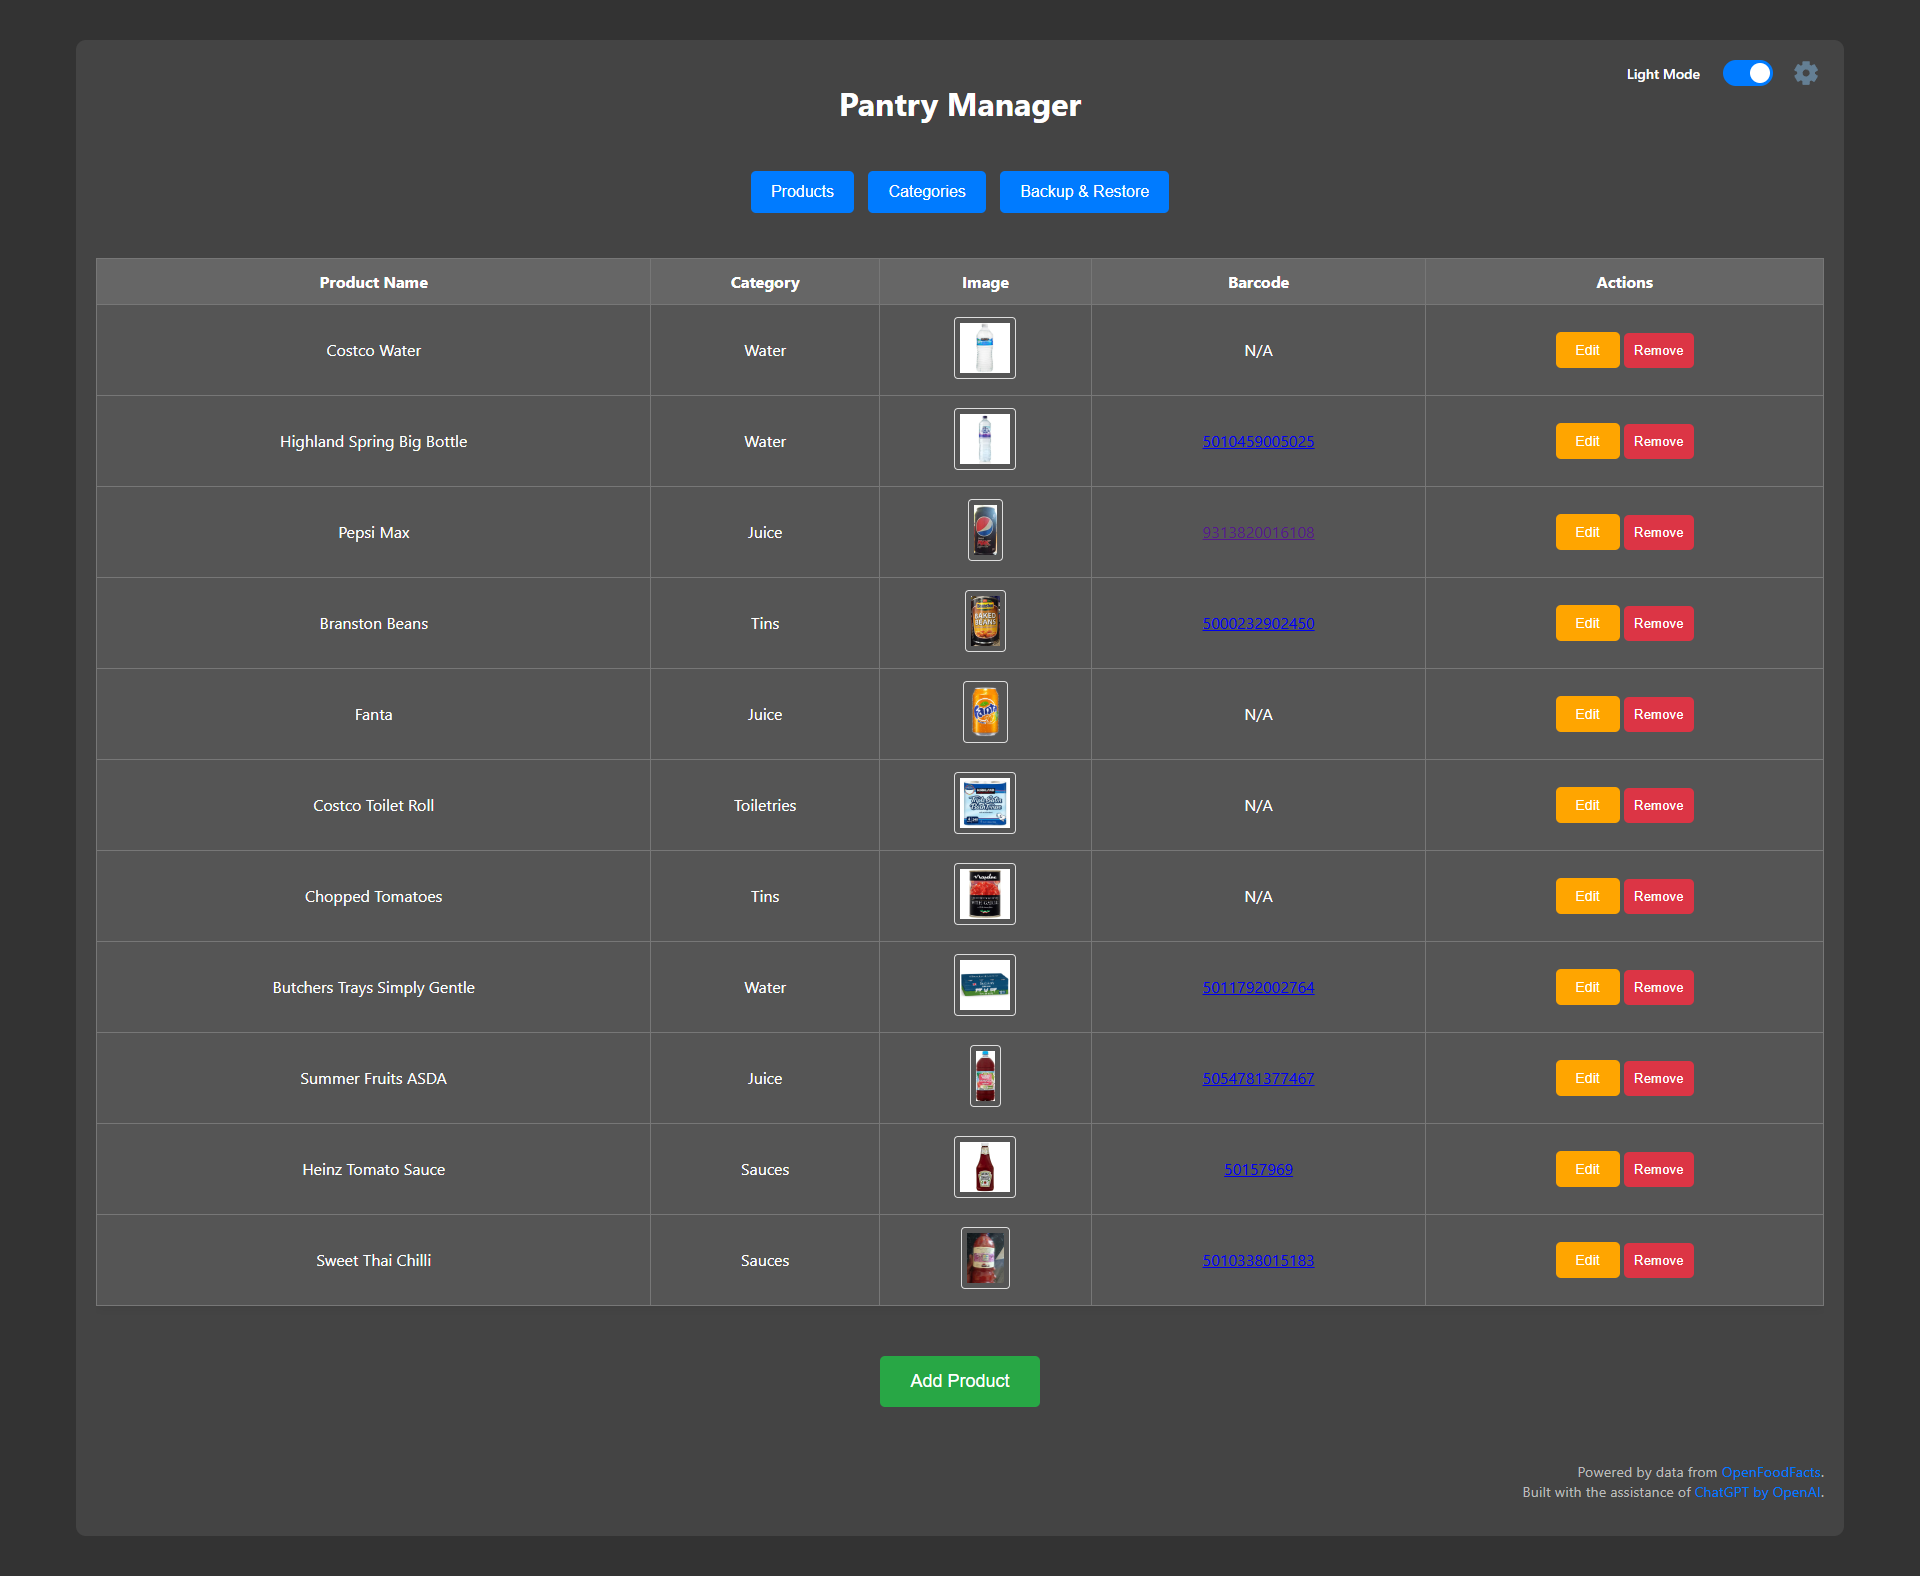 Light Mode
Pantry Manager
Products Categories Backup & Restore
Product Name Category Image Barcode Actions
Costco Water Water N/A Edit Remove
Highland Spring Big Bottle Water 5010459005025 Edit Remove
Pepsi Max Juice 9313820016108 Edit Remove
Branston Beans Tins BAKED BEANS 5000232902450 Edit Remove
Fanta Juice Fanta N/A Edit Remove
Costco Toilet Roll Toiletries N/A Edit Remove
Chopped Tomatoes Tins N/A Edit Remove
Butchers Trays Simply Gentle Water 5011792002764 Edit Remove
Summer Fruits ASDA Juice 5054781377467 Edit Remove
Heinz Tomato Sauce Sauces 50157969 Edit Remove
Sweet Thai Chilli Sauces 5010338015183 Edit Remove
Add Product
Powered by data from OpenFoodFacts.
Built with the assistance of ChatGPT by OpenAI.